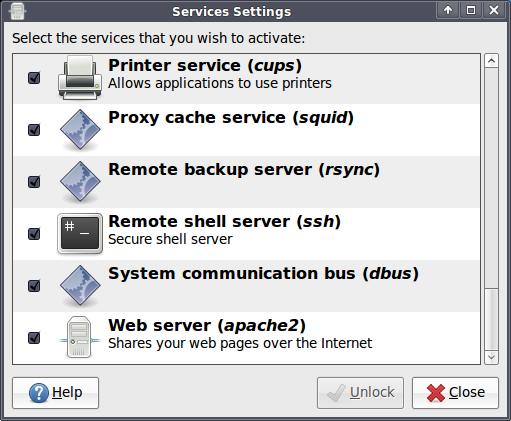 Services Settings
Select the services that you wish to activate:
Printer service (cups)
Allows applications to use printers
Proxy cache service (squid)
Remote backup server (rsync)
# _
Remote shell server (ssh)
Secure shell server
System communication bus (dbus)
Web server (apache2)
Shares your web pages over the Internet
Help
Unlock
Close